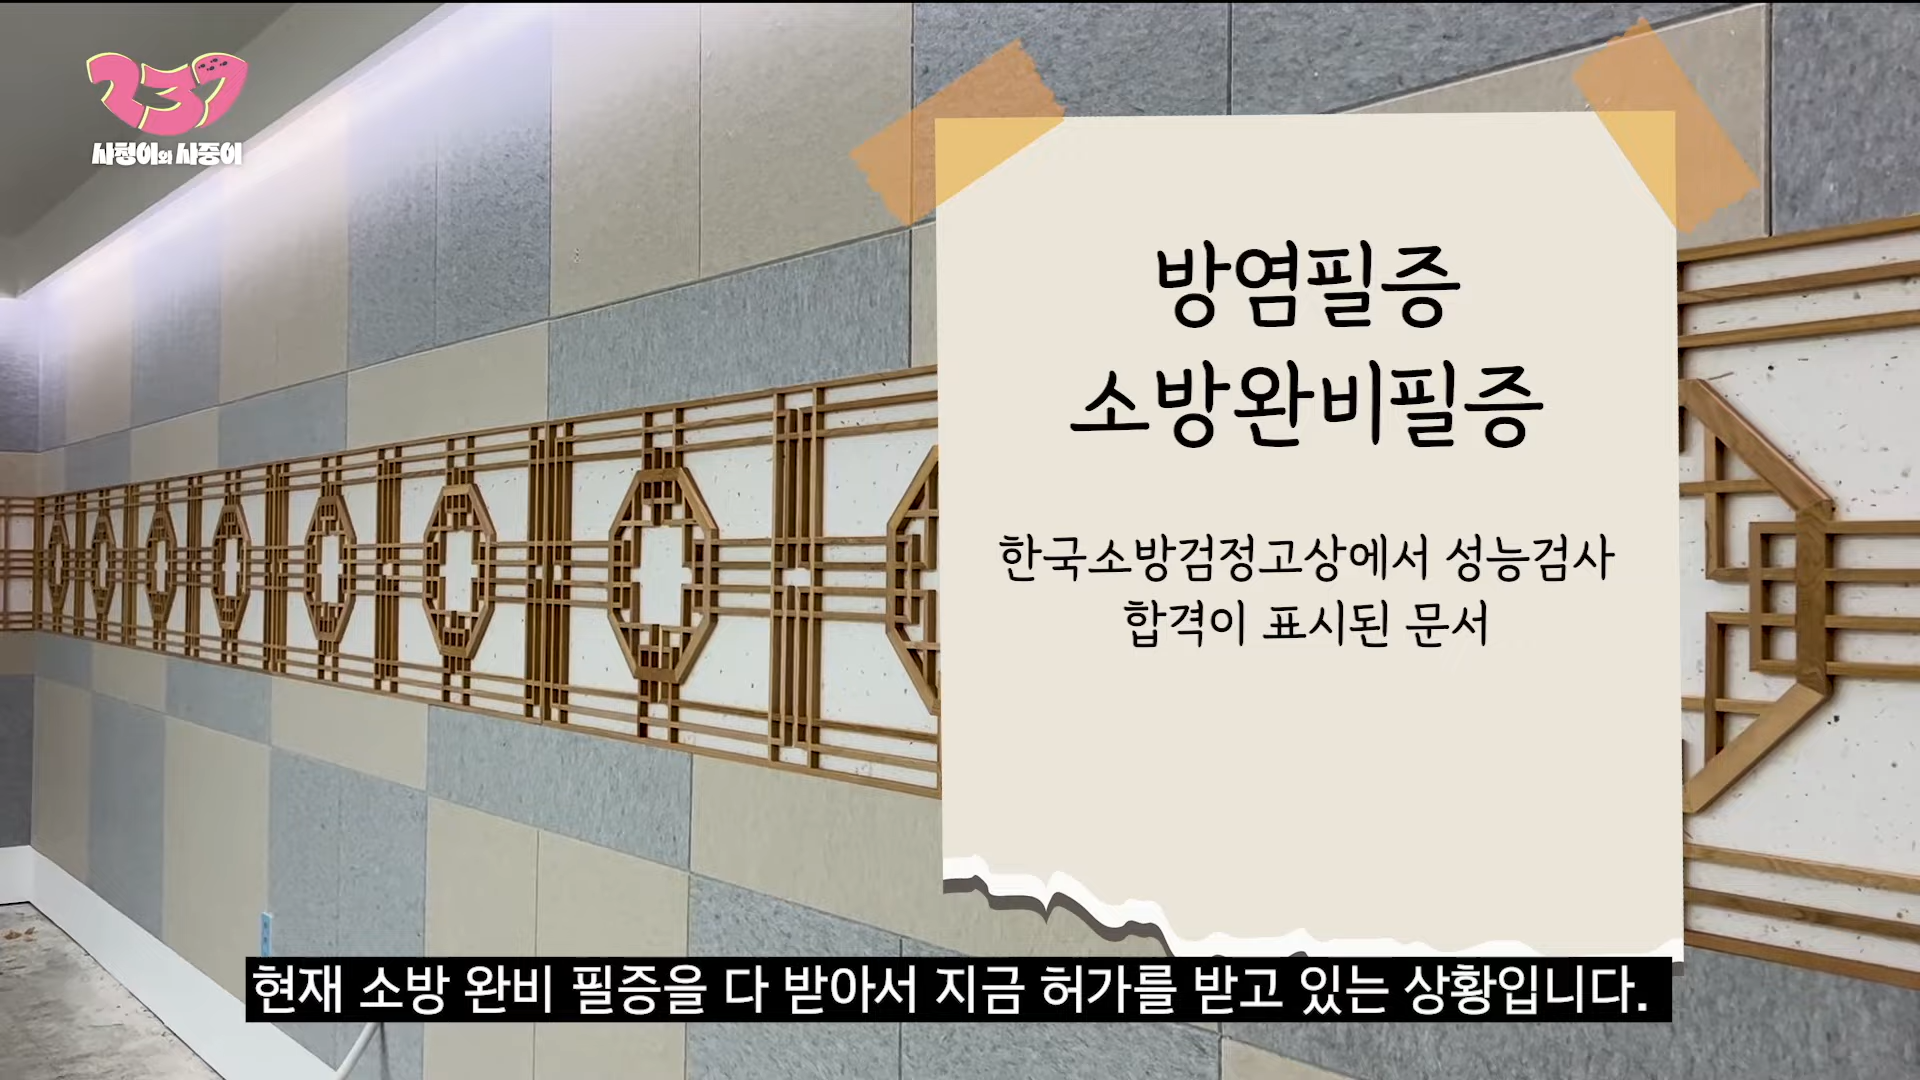 237
사청이와 사중이
방염필증
소방완비필증
한국소방검정고상에서 성능검사
합격이 표시된 문서
현재 소방 완비 필증을 다 받아서 지금 허가를 받고 있는 상황입니다.